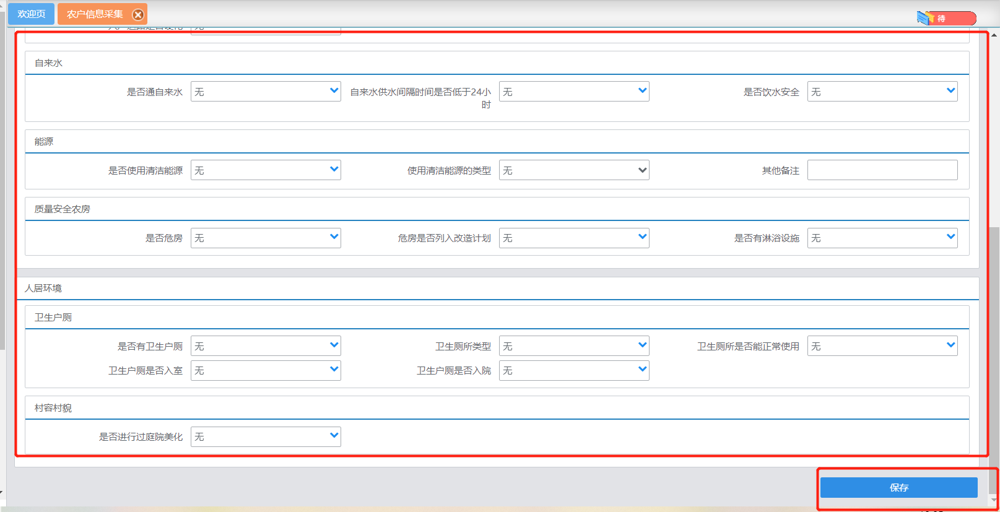 欢迎页 农户信息采集
待
自来水
是否通自来水 无 自来水供水间隔时间是否低于24小时 无 是否饮水安全 无
能源
是否使用清洁能源 无 使用清洁能源的类型 无 其他备注
质量安全农房
是否危房 无 危房是否列入改造计划 无 是否有淋浴设施 无
人居环境
卫生户厕
是否有卫生户厕 无 卫生厕所类型 无 卫生厕所是否能正常使用 无
卫生户厕是否入室 无 卫生户厕是否入院 无
村容村貌
是否进行过庭院美化 无
保存